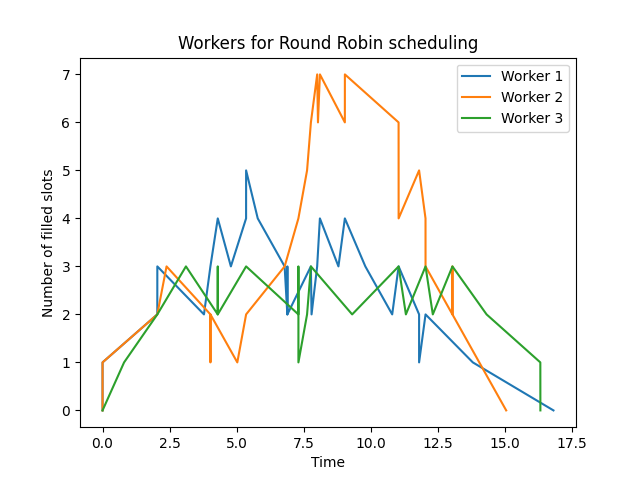 Workers for Round Robin scheduling
Worker 1
Worker 2
Worker 3
Number of filled slots
7
6
5
4
3
2
1
0
0.0 2.5 5.0 7.5 10.0 12.5 15.0 17.5
Time